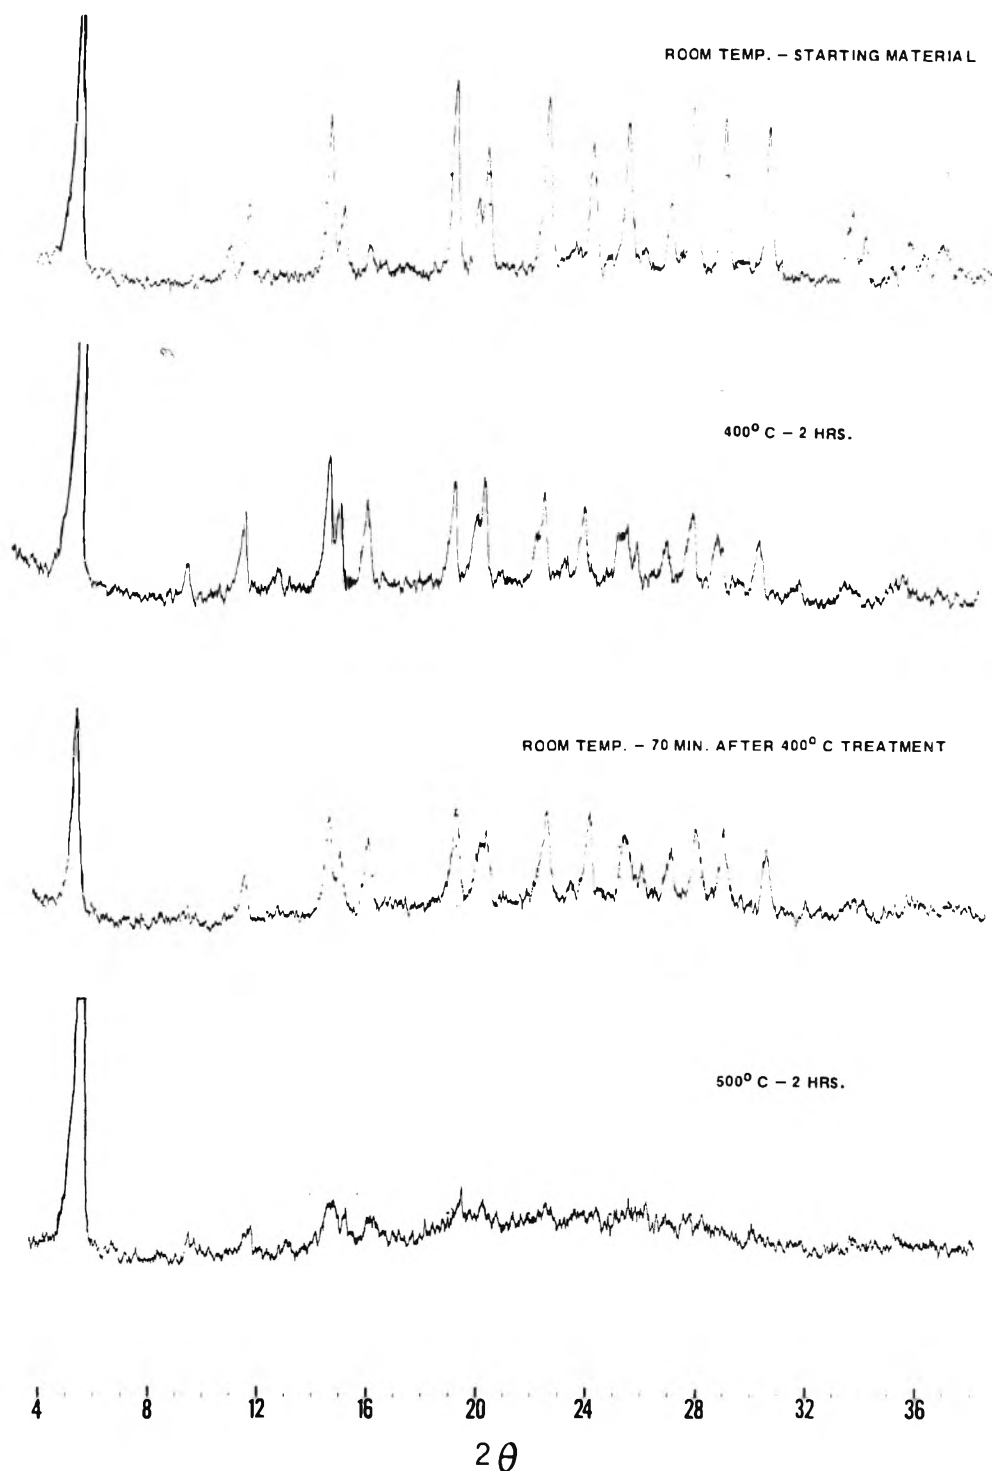 ROOM TEMP. – STARTING MATERIAL
400° C – 2 HRS.
ROOM TEMP. – 70 MIN. AFTER 400° C TREATMENT
500° C – 2 HRS.
4 8 12 16 20 24 28 32 36
2θ